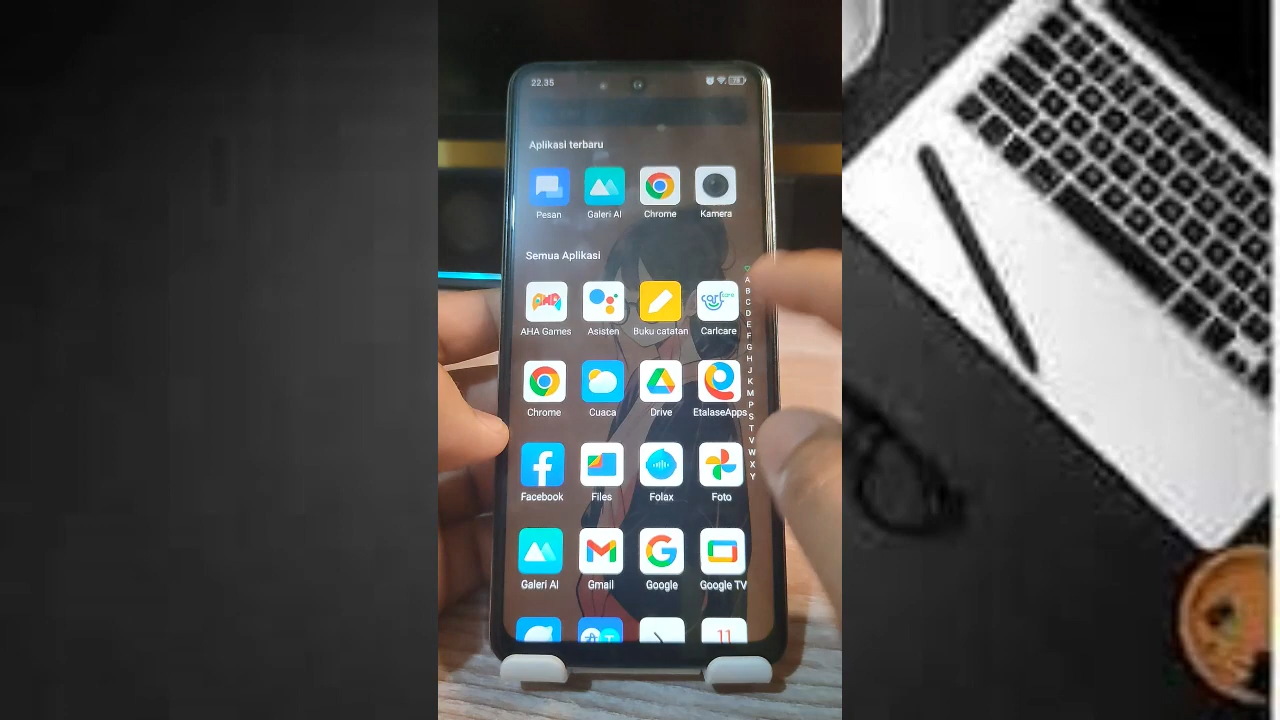 22.35
Aplikasi terbaru
Pesan Galeri AI Chrome Kamera
Semua Aplikasi
AHA Games Asisten Buku catatan Carlcare
Chrome Cuaca Drive EtalaseApps
Facebook Files Folax Foto
Galeri AI Gmail Google Google TV
11
A
B
C
D
E
F
G
H
J
K
M
P
S
T
V
W
X
Y